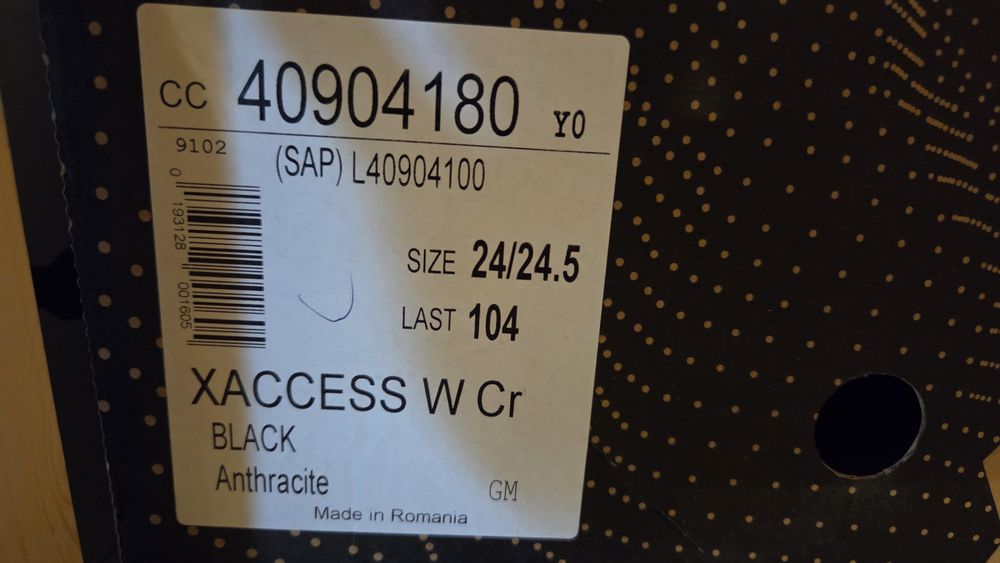 CC 40904180 YO
9102 (SAP) L40904100
0 193128 001605
SIZE 24/24.5
LAST 104
XACCESS W Cr
BLACK
Anthracite
GM
Made in Romania